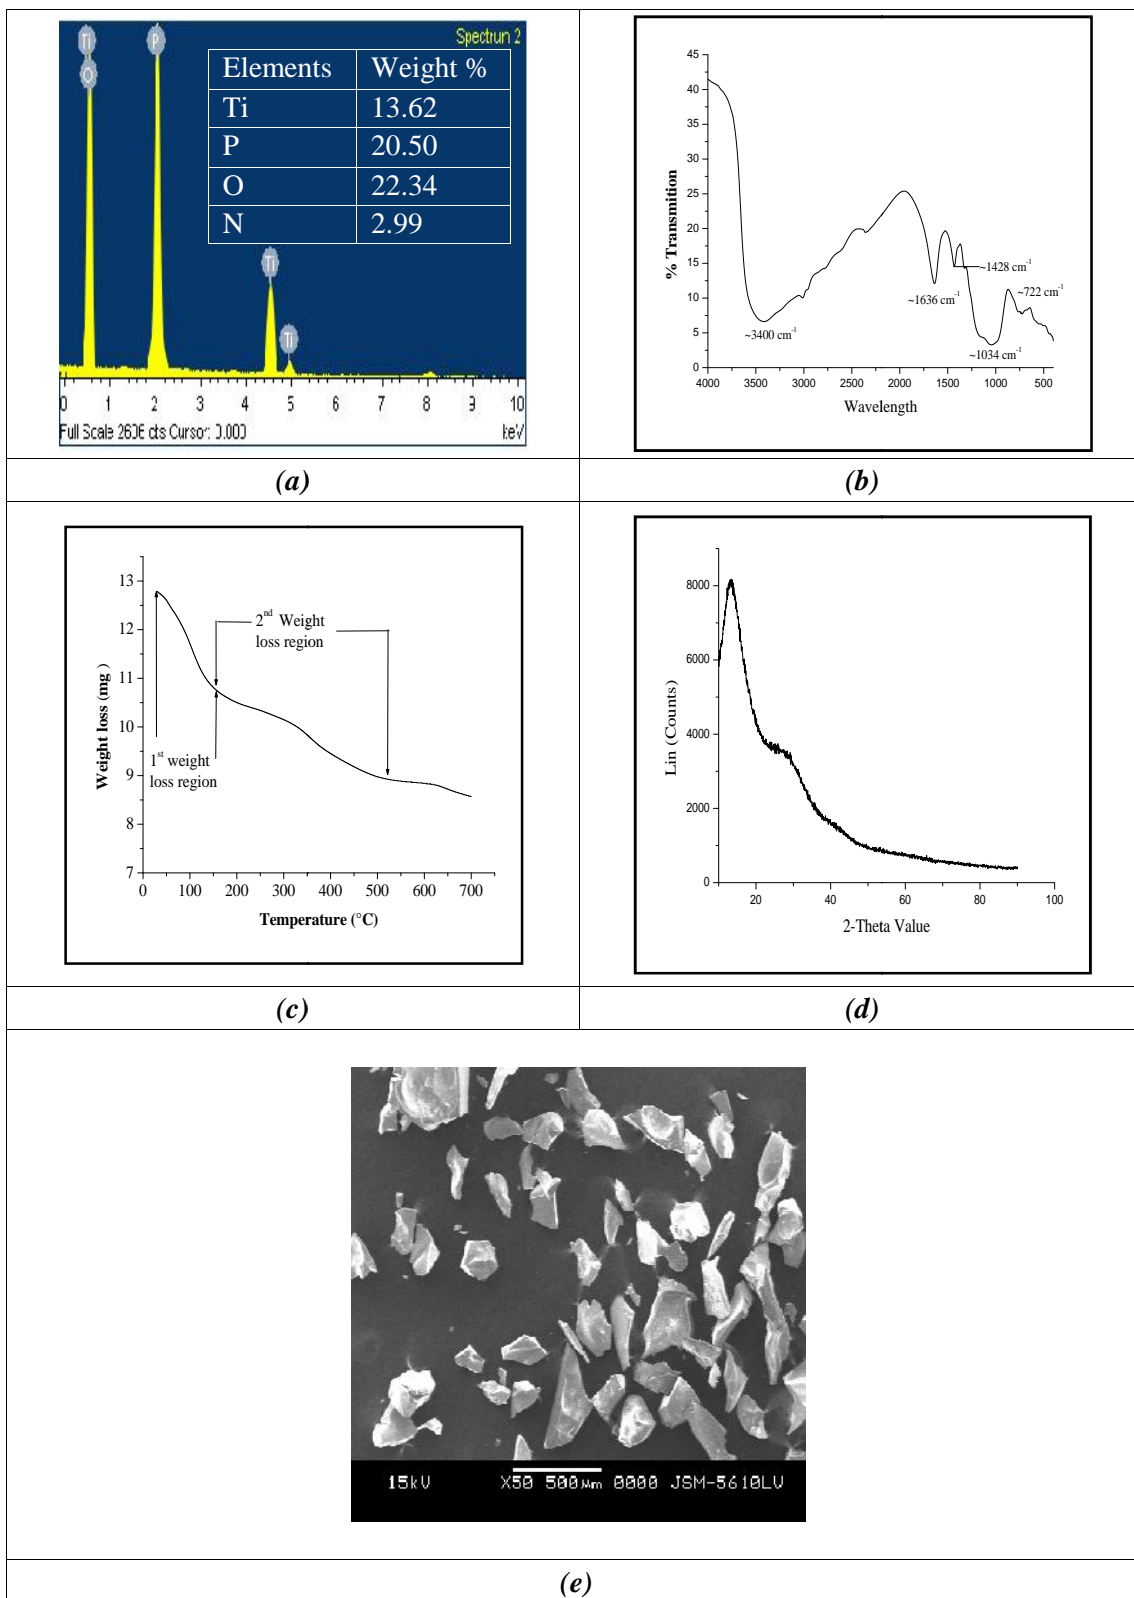 Spectrun 2
Ti
P
O
Elements Weight %
Ti 13.62
P 20.50
O 22.34
N 2.99
Ti
Ti
0 1 2 3 4 5 6 7 8 9 10
Full Scale 2606 cts Cursor: 0.000 keV
(a)
45
40
35
30
25
20
15
10
5
0
% Transmition
~3400 cm-1
~1636 cm-1
~1428 cm-1
~1034 cm-1
~722 cm-1
4000 3500 3000 2500 2000 1500 1000 500
Wavelength
(b)
13
12
11
10
9
8
7
Weight loss (mg )
2nd Weight
loss region
1st weight
loss region
0 100 200 300 400 500 600 700
Temperature (°C)
(c)
8000
6000
4000
2000
0
Lin (Counts)
20 40 60 80 100
2-Theta Value
(d)
15kV X50 500µm 0000 JSM-5610LV
(e)